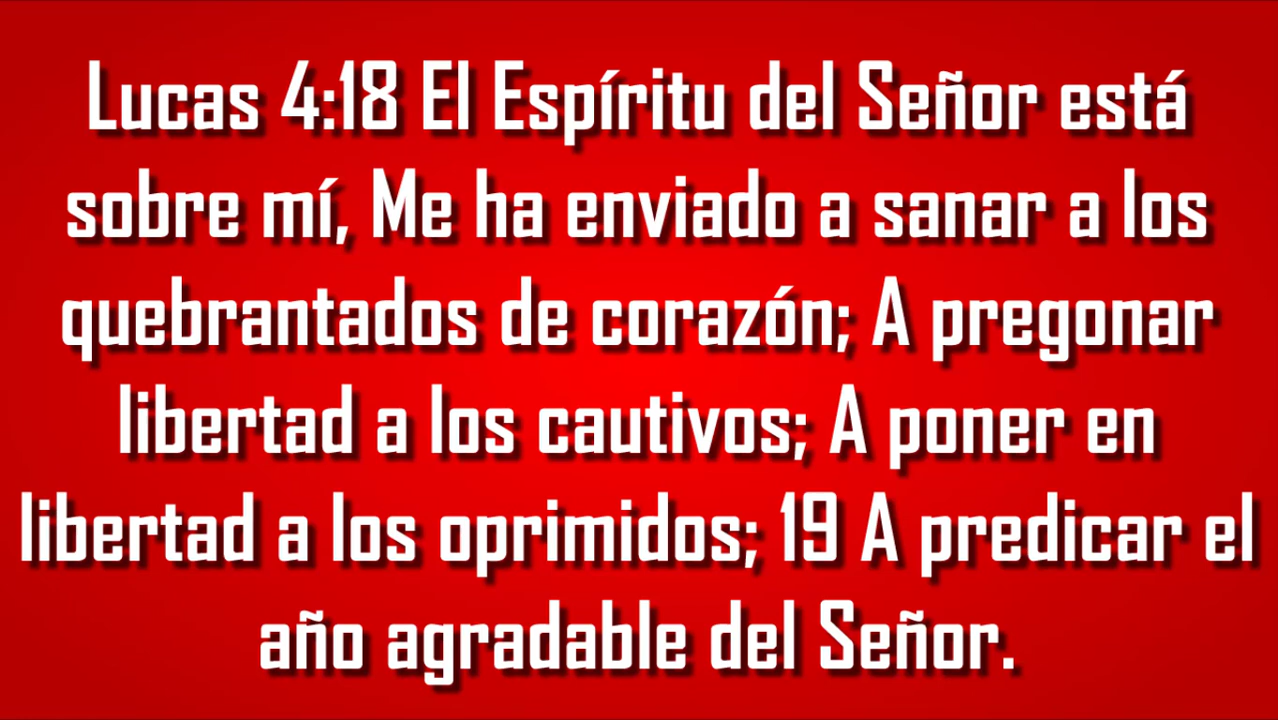 Lucas 4:18 El Espíritu del Señor está
sobre mí, Me ha enviado a sanar a los
quebrantados de corazón; A pregonar
libertad a los cautivos; A poner en
libertad a los oprimidos; 19 A predicar el
año agradable del Señor.